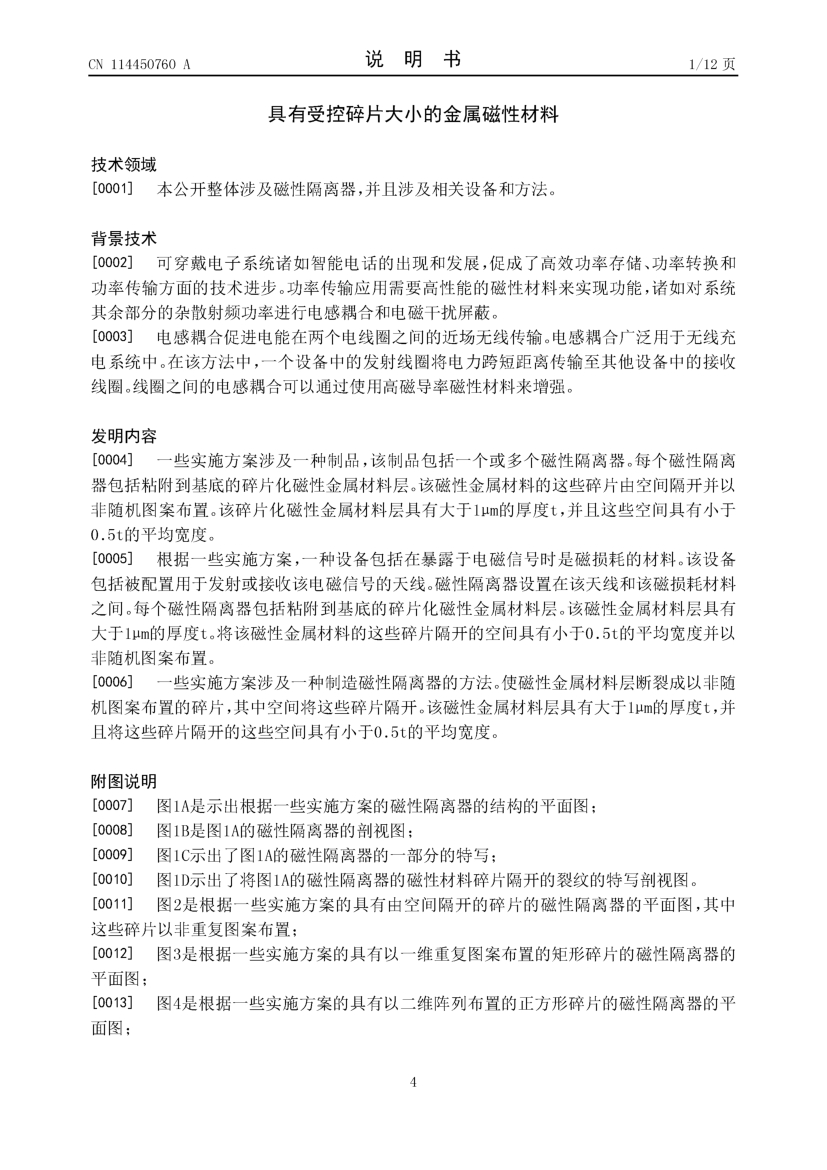 CN 114450760 A
说 明 书
1/12 页
具有受控碎片大小的金属磁性材料
技术领域
[0001] 本公开整体涉及磁性隔离器,并且涉及相关设备和方法。
背景技术
[0002] 可穿戴电子系统诸如智能电话的出现和发展,促成了高效功率存储、功率转换和
功率传输方面的技术进步。功率传输应用需要高性能的磁性材料来实现功能,诸如对系统
其余部分的杂散射频功率进行电感耦合和电磁干扰屏蔽。
[0003] 电感耦合促进电能在两个电线圈之间的近场无线传输。电感耦合广泛用于无线充
电系统中。在该方法中,一个设备中的发射线圈将电力跨短距离传输至其他设备中的接收
线圈。线圈之间的电感耦合可以通过使用高磁导率磁性材料来增强。
发明内容
[0004] 一些实施方案涉及一种制品,该制品包括一个或多个磁性隔离器。每个磁性隔离
器包括粘附到基底的碎片化磁性金属材料层。该磁性金属材料的这些碎片由空间隔开并以
非随机图案布置。该碎片化磁性金属材料层具有大于1μm的厚度t,并且这些空间具有小于
0.5t的平均宽度。
[0005] 根据一些实施方案,一种设备包括在暴露于电磁信号时是磁损耗的材料。该设备
包括被配置用于发射或接收该电磁信号的天线。磁性隔离器设置在该天线和该磁损耗材料
之间。每个磁性隔离器包括粘附到基底的碎片化磁性金属材料层。该磁性金属材料层具有
大于1μm的厚度t。将该磁性金属材料的这些碎片隔开的空间具有小于0.5t的平均宽度并以
非随机图案布置。
[0006] 一些实施方案涉及一种制造磁性隔离器的方法。使磁性金属材料层断裂成以非随
机图案布置的碎片,其中空间将这些碎片隔开。该磁性金属材料层具有大于1μm的厚度t,并
且将这些碎片隔开的这些空间具有小于0.5t的平均宽度。
附图说明
[0007] 图1A是示出根据一些实施方案的磁性隔离器的结构的平面图;
[0008] 图1B是图1A的磁性隔离器的剖视图;
[0009] 图1C示出了图1A的磁性隔离器的一部分的特写;
[0010] 图1D示出了将图1A的磁性隔离器的磁性材料碎片隔开的裂纹的特写剖视图。
[0011] 图2是根据一些实施方案的具有由空间隔开的碎片的磁性隔离器的平面图,其中
这些碎片以非重复图案布置;
[0012] 图3是根据一些实施方案的具有以一维重复图案布置的矩形碎片的磁性隔离器的
平面图;
[0013] 图4是根据一些实施方案的具有以二维阵列布置的正方形碎片的磁性隔离器的平
面图;
4